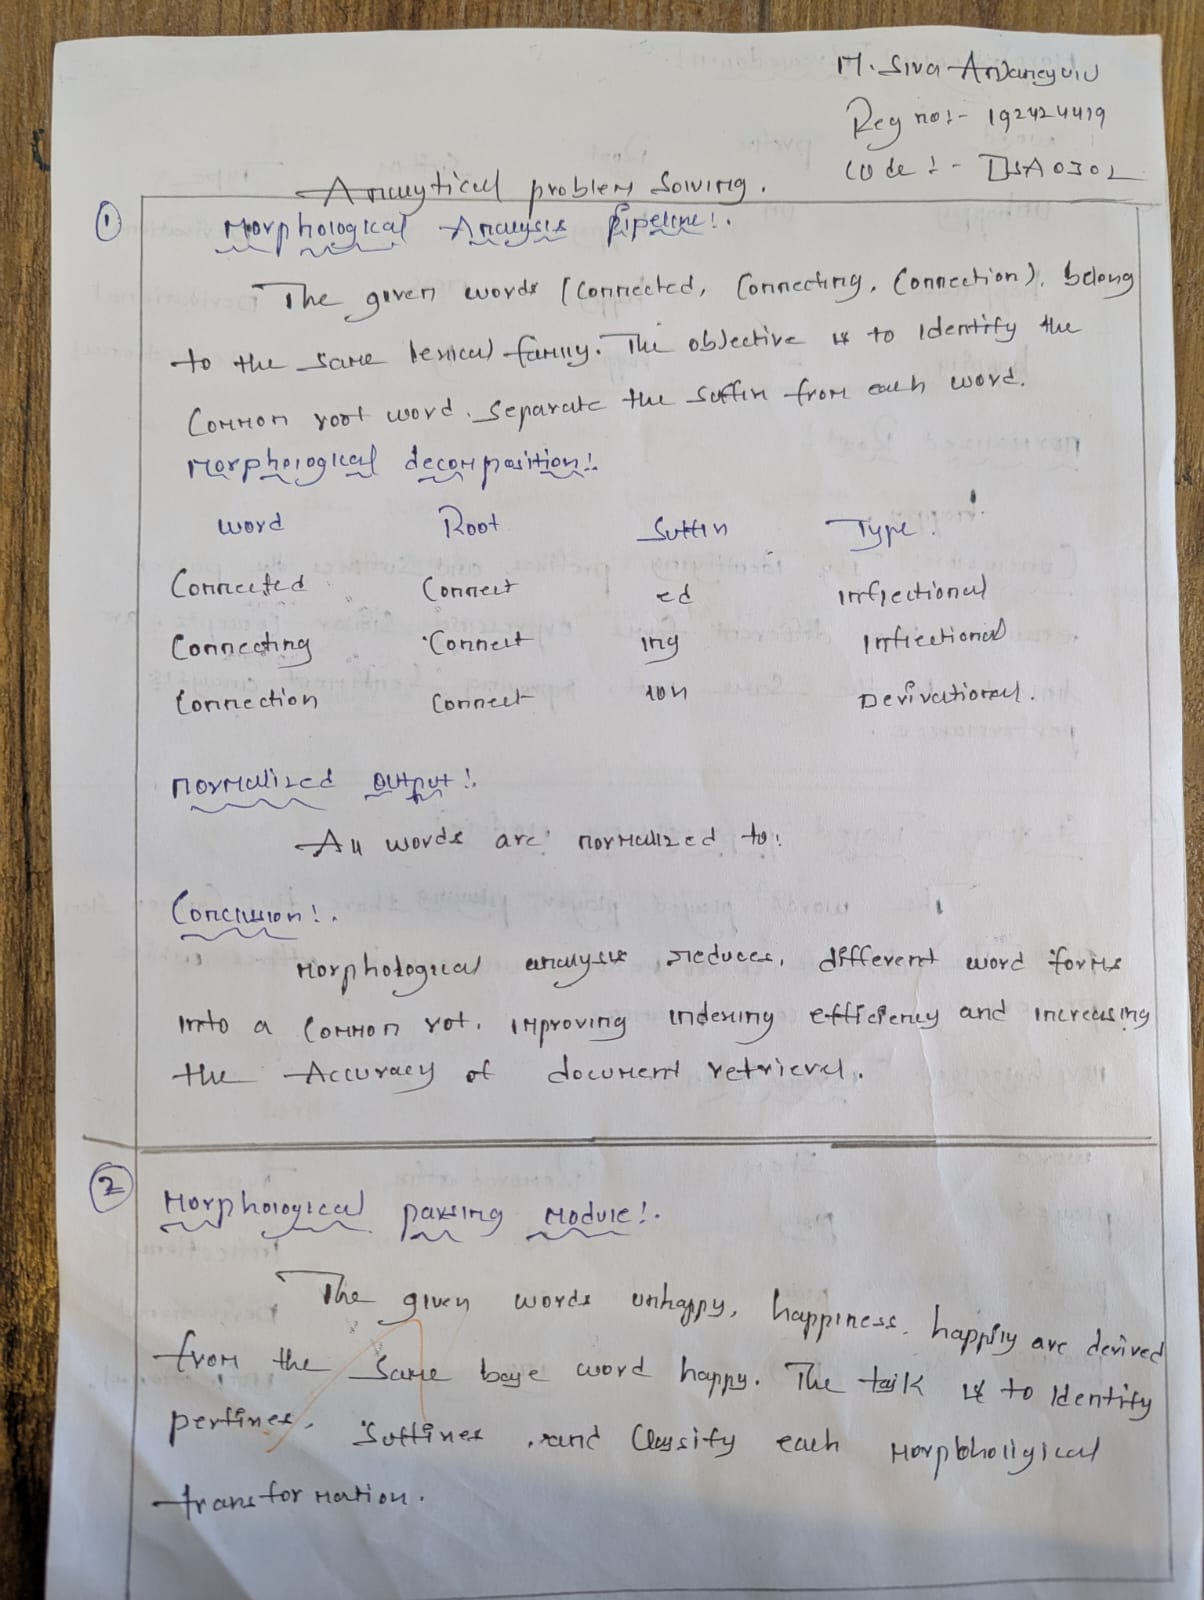 M. Siva
Reg no:- 192424419
Code :- DSA0302
Analytical problem Solving.
① Morphological Analysis pipeline:.
The given words (Connected, Connecting, Connection), belong
to the same lexical family. The objective is to identify the
Common root word. Separate the suffix from each word.
Morphological decomposition:.
word Root Suffix Type.
Connected Connect ed Inflectional
Connecting Connect ing Inflectional
Connection Connect ion Derivational.
normalized output:.
All words are normalized to:
Conclusion:.
Morphological analysis reduces, different word forms
into a common rot. improving indexing efficiency and increasing
the Accuracy of document retrieval.
② Morphological parsing Module:.
The given words unhappy, happiness, happily are derived
from the same base word happy. The task is to identify
perfixes, Suffixes, and Classify each Morpbholigical
transformation.